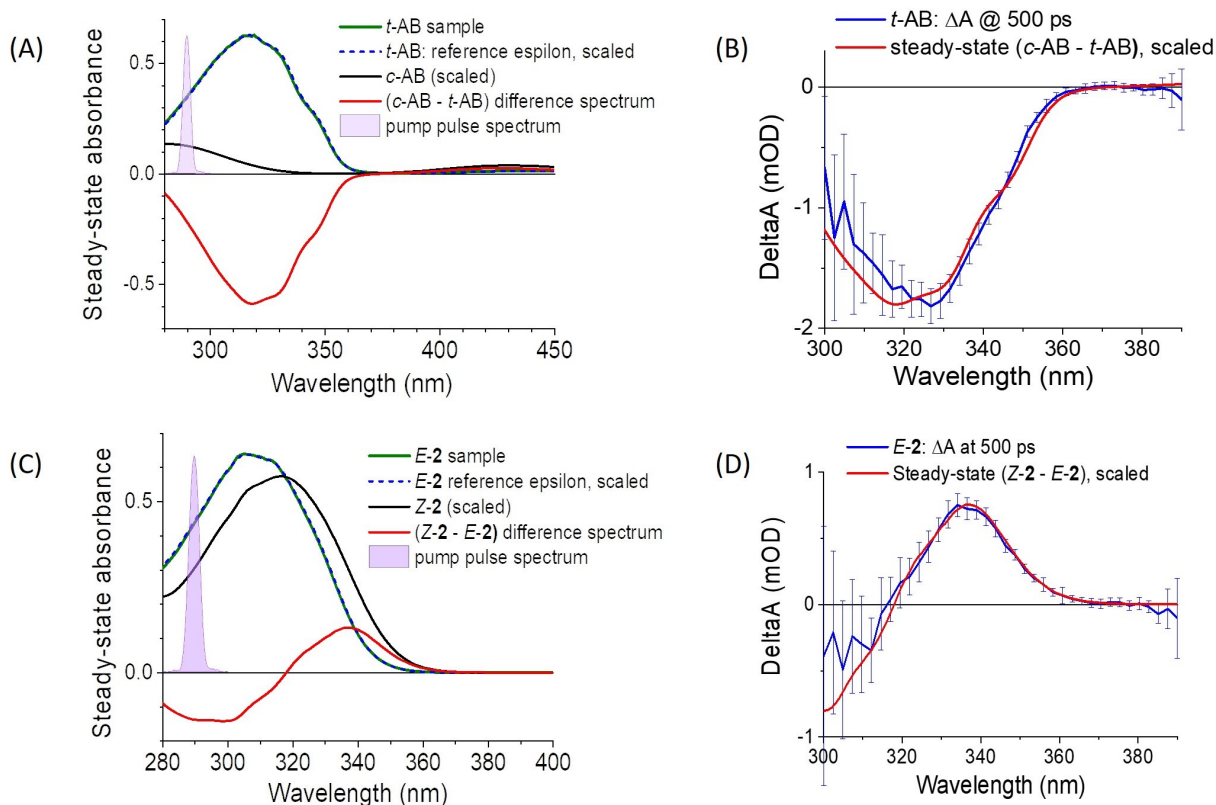 (A)
Steady-state absorbance
0.5
0.0
-0.5
t-AB sample
t-AB: reference espilon, scaled
c-AB (scaled)
(c-AB - t-AB) difference spectrum
pump pulse spectrum
300
350
400
450
Wavelength (nm)
(B)
DeltaA (mOD)
0
-1
-2
t-AB: ΔA @ 500 ps
steady-state (c-AB - t-AB), scaled
300
320
340
360
380
Wavelength (nm)
(C)
Steady-state absorbance
0.5
0.0
E-2 sample
E-2 reference epsilon, scaled
Z-2 (scaled)
(Z-2 - E-2) difference spectrum
pump pulse spectrum
280
300
320
340
360
380
400
Wavelength (nm)
(D)
DeltaA (mOD)
1
0
-1
E-2: ΔA at 500 ps
Steady-state (Z-2 - E-2), scaled
300
320
340
360
380
Wavelength (nm)